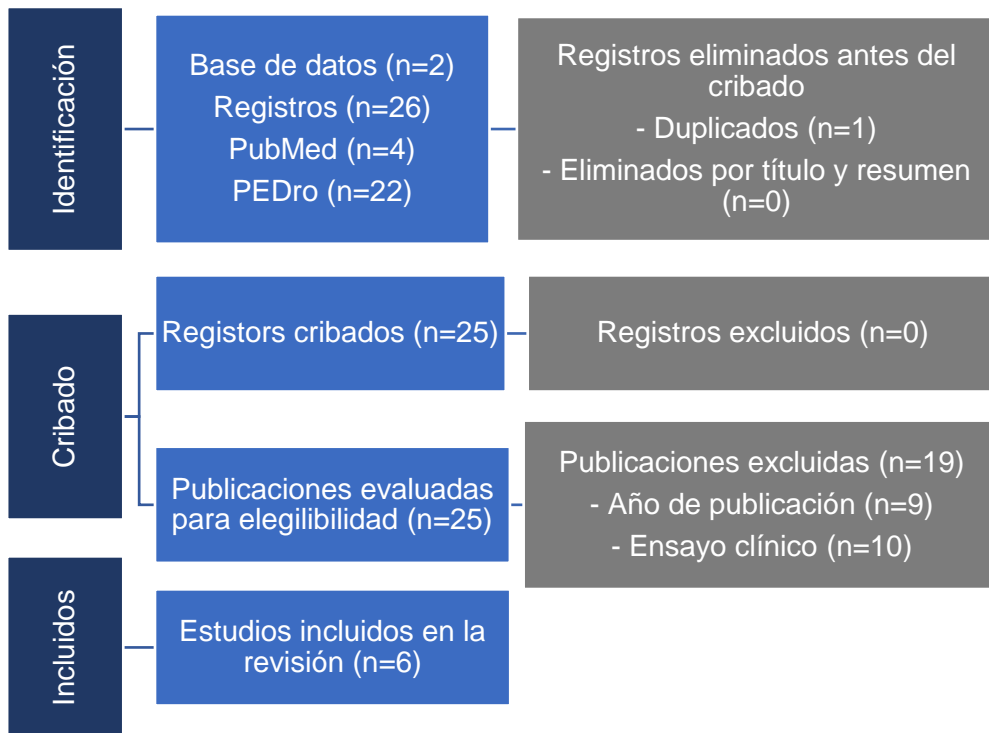 Identificación
Base de datos (n=2)
Registros (n=26)
PubMed (n=4)
PEDro (n=22)
Registros eliminados antes del
cribado
- Duplicados (n=1)
- Eliminados por título y resumen
(n=0)
Cribado
Registors cribados (n=25)
Registros excluidos (n=0)
Publicaciones evaluadas
para elegilibilidad (n=25)
Publicaciones excluidas (n=19)
- Año de publicación (n=9)
- Ensayo clínico (n=10)
Incluidos
Estudios incluidos en la
revisión (n=6)